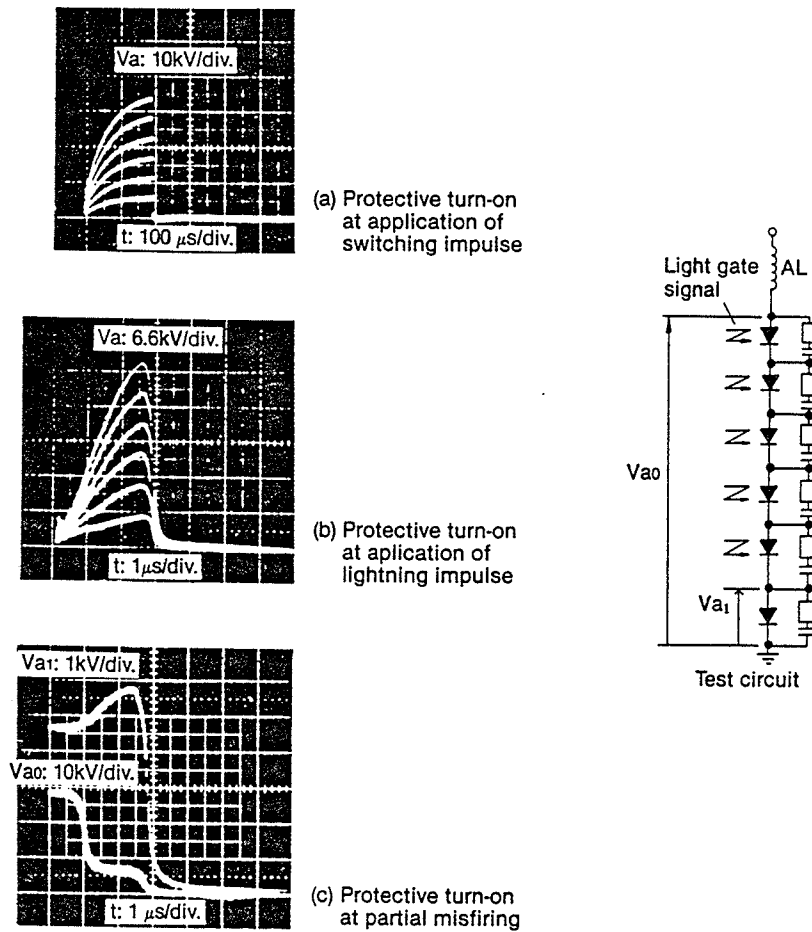 Va: 10kV/div.
t: 100 μs/div.
(a) Protective turn-on
at application of
switching impulse
Va: 6.6kV/div.
t: 1μs/div.
(b) Protective turn-on
at aplication of
lightning impulse
Va1: 1kV/div.
Va0: 10kV/div.
t: 1 μs/div.
(c) Protective turn-on
at partial misfiring
AL
Light gate
signal
Va0
Va1
Test circuit